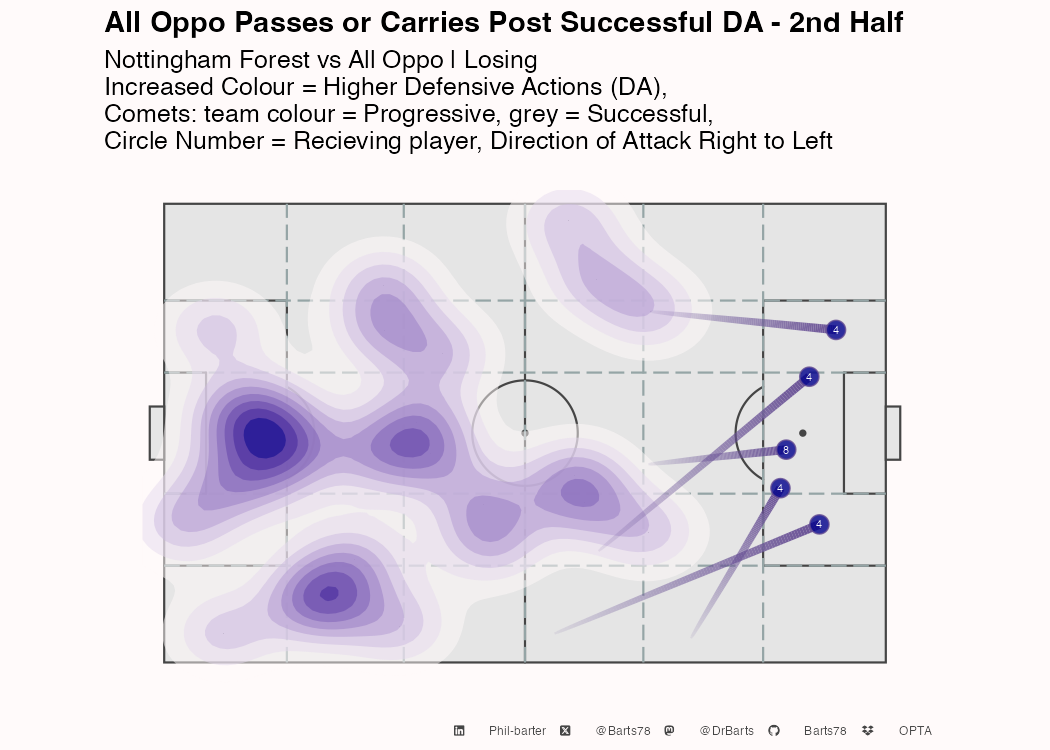 All Oppo Passes or Carries Post Successful DA - 2nd Half
Nottingham Forest vs All Oppo | Losing
Increased Colour = Higher Defensive Actions (DA),
Comets: team colour = Progressive, grey = Successful,
Circle Number = Recieving player, Direction of Attack Right to Left
4
4
8
4
4
Phil-barter @Barts78 @DrBarts Barts78 OPTA